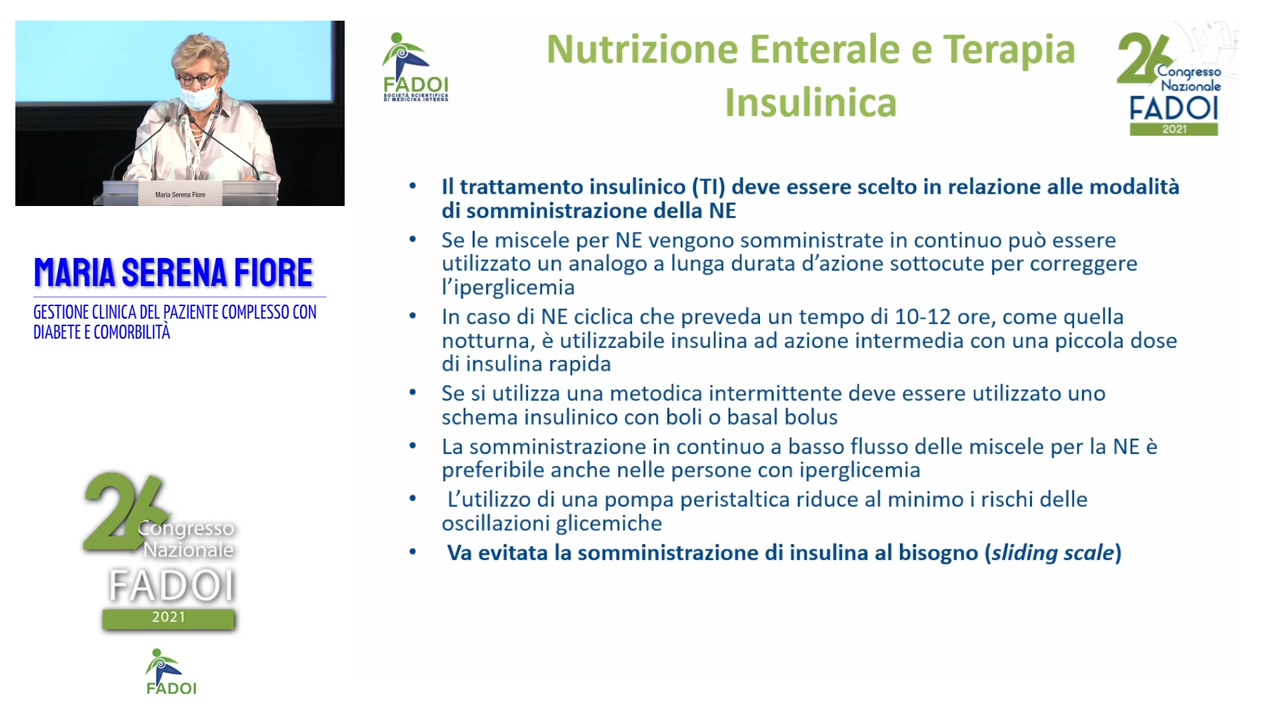 Maria Serena Fiore
MARIA SERENA FIORE
GESTIONE CLINICA DEL PAZIENTE COMPLESSO CON
DIABETE E COMORBILITÀ
26
Congresso
Nazionale
FADOI
2021
FADOI
FADOI
SOCIETÀ SCIENTIFICA
DI MEDICINA INTERNA
Nutrizione Enterale e Terapia
Insulinica
26
Congresso
Nazionale
FADOI
2021
• Il trattamento insulinico (TI) deve essere scelto in relazione alle modalità
di somministrazione della NE
• Se le miscele per NE vengono somministrate in continuo può essere
utilizzato un analogo a lunga durata d’azione sottocute per correggere
l’iperglicemia
• In caso di NE ciclica che preveda un tempo di 10-12 ore, come quella
notturna, è utilizzabile insulina ad azione intermedia con una piccola dose
di insulina rapida
• Se si utilizza una metodica intermittente deve essere utilizzato uno
schema insulinico con boli o basal bolus
• La somministrazione in continuo a basso flusso delle miscele per la NE è
preferibile anche nelle persone con iperglicemia
• L’utilizzo di una pompa peristaltica riduce al minimo i rischi delle
oscillazioni glicemiche
• Va evitata la somministrazione di insulina al bisogno (sliding scale)